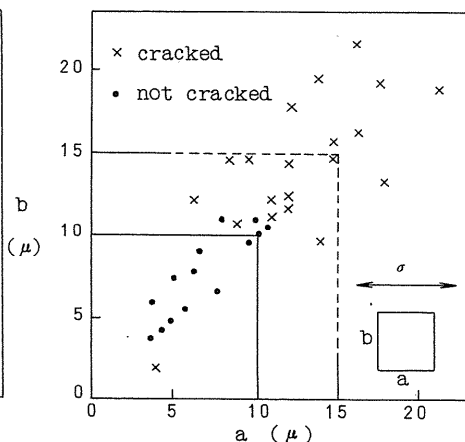 × cracked
• not cracked
20
15
10
5
0
b
(μ)
σ
b
a
0 5 10 15 20
a (μ)